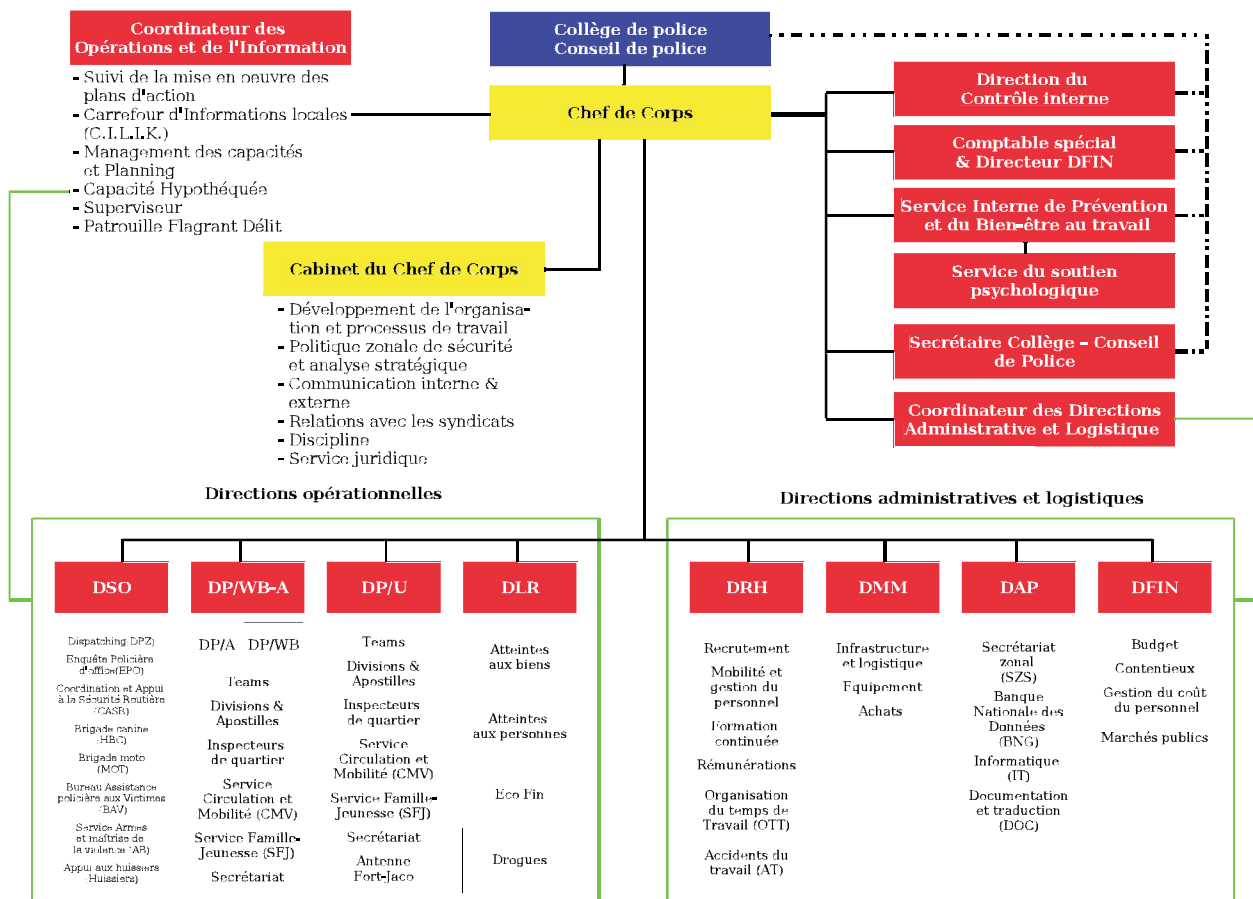 Coordinateur des
Opérations et de l'Information
- Suivi de la mise en oeuvre des
plans d'action
- Carrefour d'Informations locales
(C.I.L.I.K.)
- Management des capacités
et Planning
- Capacité Hypothéquée
- Superviseur
- Patrouille Flagrant Délit
Collège de police
Conseil de police
Chef de Corps
Cabinet du Chef de Corps
- Développement de l'organisa-
tion et processus de travail
- Politique zonale de sécurité
et analyse stratégique
- Communication interne &
externe
- Relations avec les syndicats
- Discipline
- Service juridique
Direction du
Contrôle interne
Comptable spécial
& Directeur DFIN
Service Interne de Prévention
et du Bien-être au travail
Service du soutien
psychologique
Secrétaire Collège – Conseil
de Police
Coordinateur des Directions
Administrative et Logistique
Directions opérationnelles
DSO
Dispatching(DPZ)
Enquête Policière
d'office(EPO)
Coordination et Appui
à la Sécurité Routière
(CASR)
Brigade canine
(HBC)
Brigade moto
(MOT)
Bureau Assistance
policière aux Victimes
(BAV)
Service Armes
et maîtrise de
la violence (AB)
Appui aux huissiers
(Huissiers)
DP/WB-A
DP/A DP/WB
Teams
Divisions &
Apostilles
Inspecteurs
de quartier
Service
Circulation et
Mobilité (CMV)
Service Famille-
Jeunesse (SFJ)
Secrétariat
DP/U
Teams
Divisions &
Apostilles
Inspecteurs
de quartier
Service
Circulation et
Mobilité (CMV)
Service Famille-
Jeunesse (SFJ)
Secrétariat
Antenne
Fort-Jaco
DLR
Atteintes
aux biens
Atteintes
aux personnes
Eco Fin
Drogues
Directions administratives et logistiques
DRH
Recrutement
Mobilité et
gestion du
personnel
Formation
continuée
Rémunérations
Organisation
du temps de
Travail (OTT)
Accidents du
travail (AT)
DMM
Infrastructure
et logistique
Equipement
Achats
DAP
Secrétariat
zonal
(SZS)
Banque
Nationale des
Données
(BNG)
Informatique
(IT)
Documentation
et traduction
(DOC)
DFIN
Budget
Contentieux
Gestion du coût
du personnel
Marchés publics